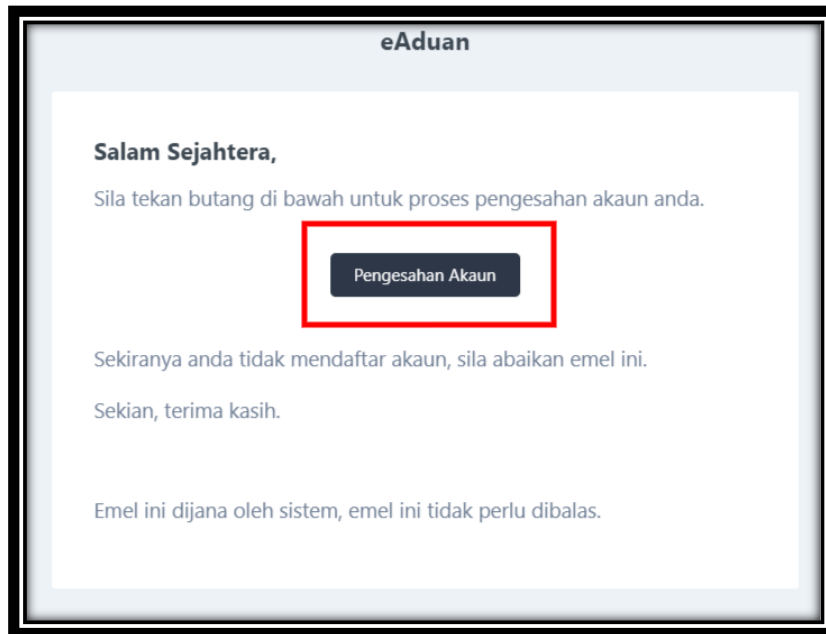 eAduan
Salam Sejahtera,
Sila tekan butang di bawah untuk proses pengesahan akaun anda.
Pengesahan Akaun
Sekiranya anda tidak mendaftar akaun, sila abaikan emel ini.
Sekian, terima kasih.
Emel ini dijana oleh sistem, emel ini tidak perlu dibalas.